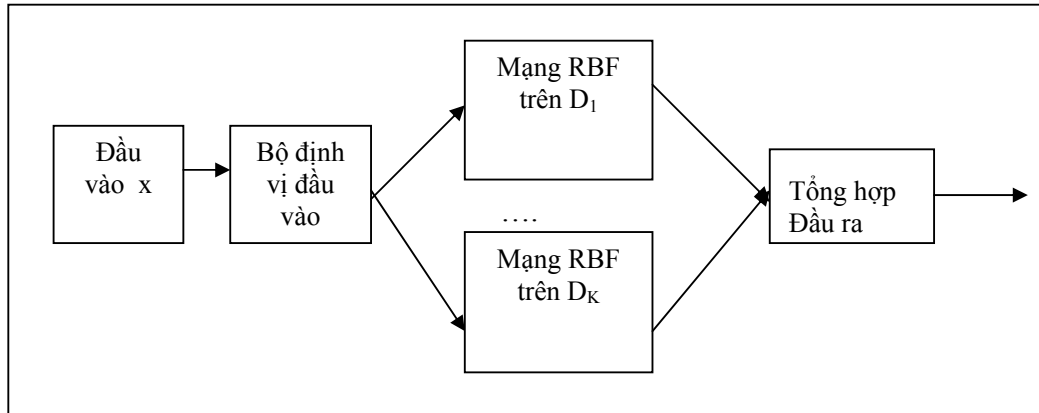 Đầu
vào x
Bộ định
vị đầu
vào
Mạng RBF
trên D₁
....
Mạng RBF
trên Dₖ
Tổng hợp
Đầu ra